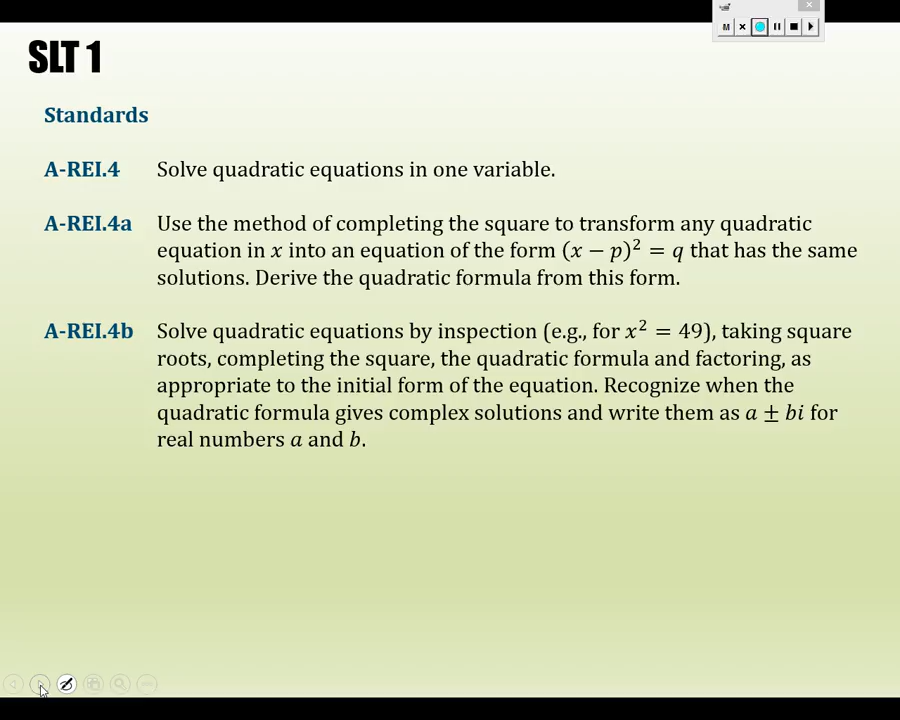 M
SLT 1
Standards
A-REI.4 Solve quadratic equations in one variable.
A-REI.4a Use the method of completing the square to transform any quadratic
equation in x into an equation of the form (x − p)² = q that has the same
solutions. Derive the quadratic formula from this form.
A-REI.4b Solve quadratic equations by inspection (e.g., for x² = 49), taking square
roots, completing the square, the quadratic formula and factoring, as
appropriate to the initial form of the equation. Recognize when the
quadratic formula gives complex solutions and write them as a ± bi for
real numbers a and b.